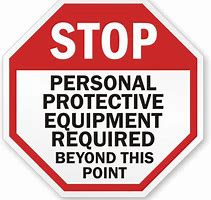 STOP
PERSONAL
PROTECTIVE
EQUIPMENT
REQUIRED
BEYOND THIS
POINT